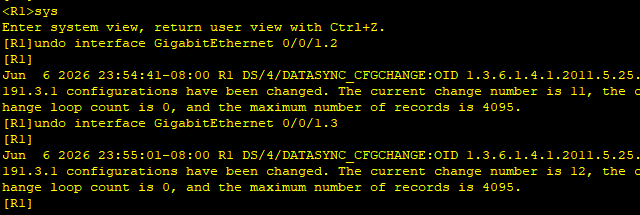 <R1>sys
Enter system view, return user view with Ctrl+Z.
[R1]undo interface GigabitEthernet 0/0/1.2
[R1]
Jun  6 2026 23:54:41-08:00 R1 DS/4/DATASYNC_CFGCHANGE:OID 1.3.6.1.4.1.2011.5.25.
191.3.1 configurations have been changed. The current change number is 11, the c
hange loop count is 0, and the maximum number of records is 4095.
[R1]undo interface GigabitEthernet 0/0/1.3
[R1]
Jun  6 2026 23:55:01-08:00 R1 DS/4/DATASYNC_CFGCHANGE:OID 1.3.6.1.4.1.2011.5.25.
191.3.1 configurations have been changed. The current change number is 12, the c
hange loop count is 0, and the maximum number of records is 4095.
[R1]